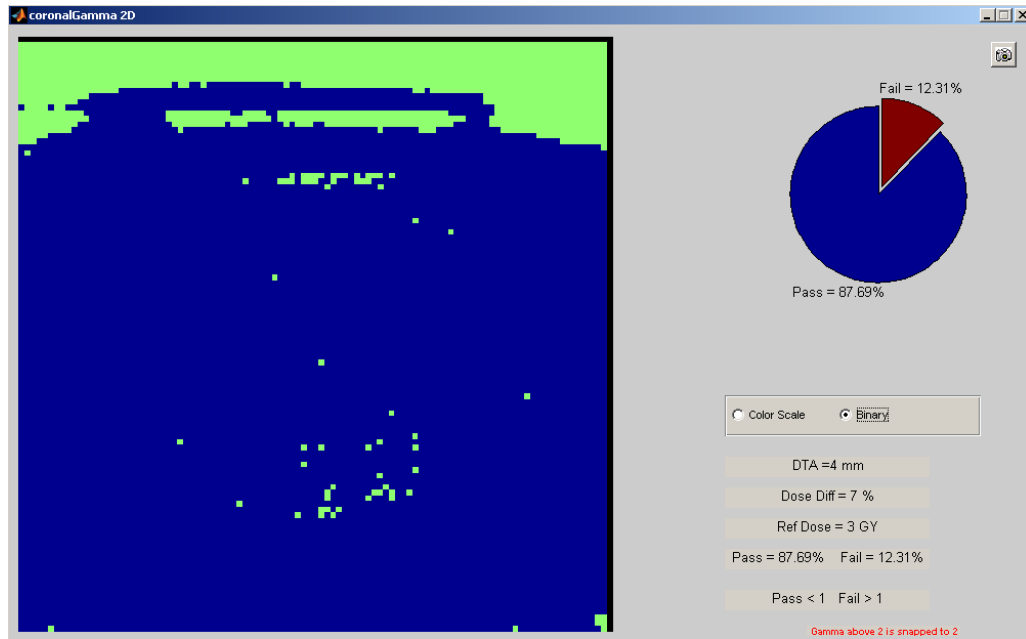 coronalGamma 2D
Fail = 12.31%
Pass = 87.69%
Color Scale
Binary
DTA =4 mm
Dose Diff = 7 %
Ref Dose = 3 GY
Pass = 87.69% Fail = 12.31%
Pass < 1 Fail > 1
Gamma above 2 is snapped to 2